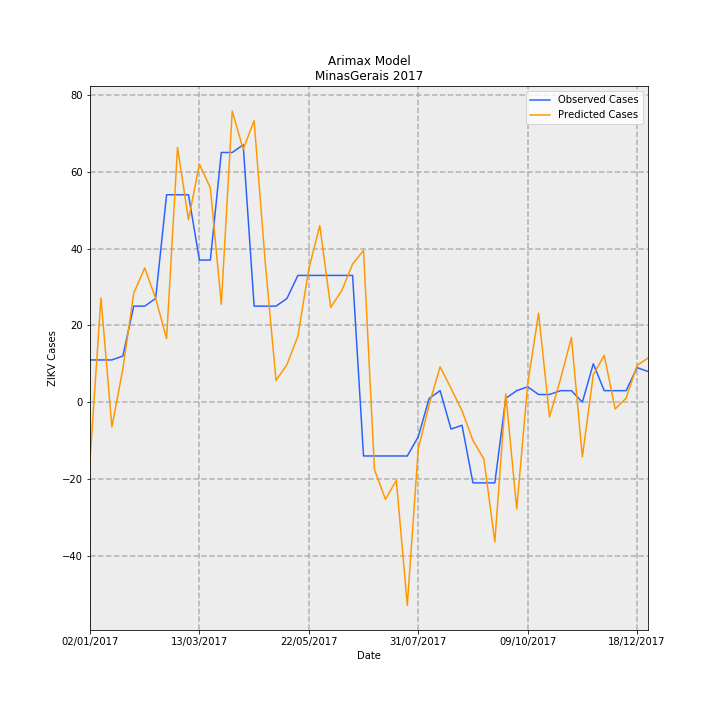 Arimax Model
MinasGerais 2017
Observed Cases
Predicted Cases
80
60
40
20
0
−20
−40
ZIKV Cases
02/01/2017
13/03/2017
22/05/2017
31/07/2017
09/10/2017
18/12/2017
Date